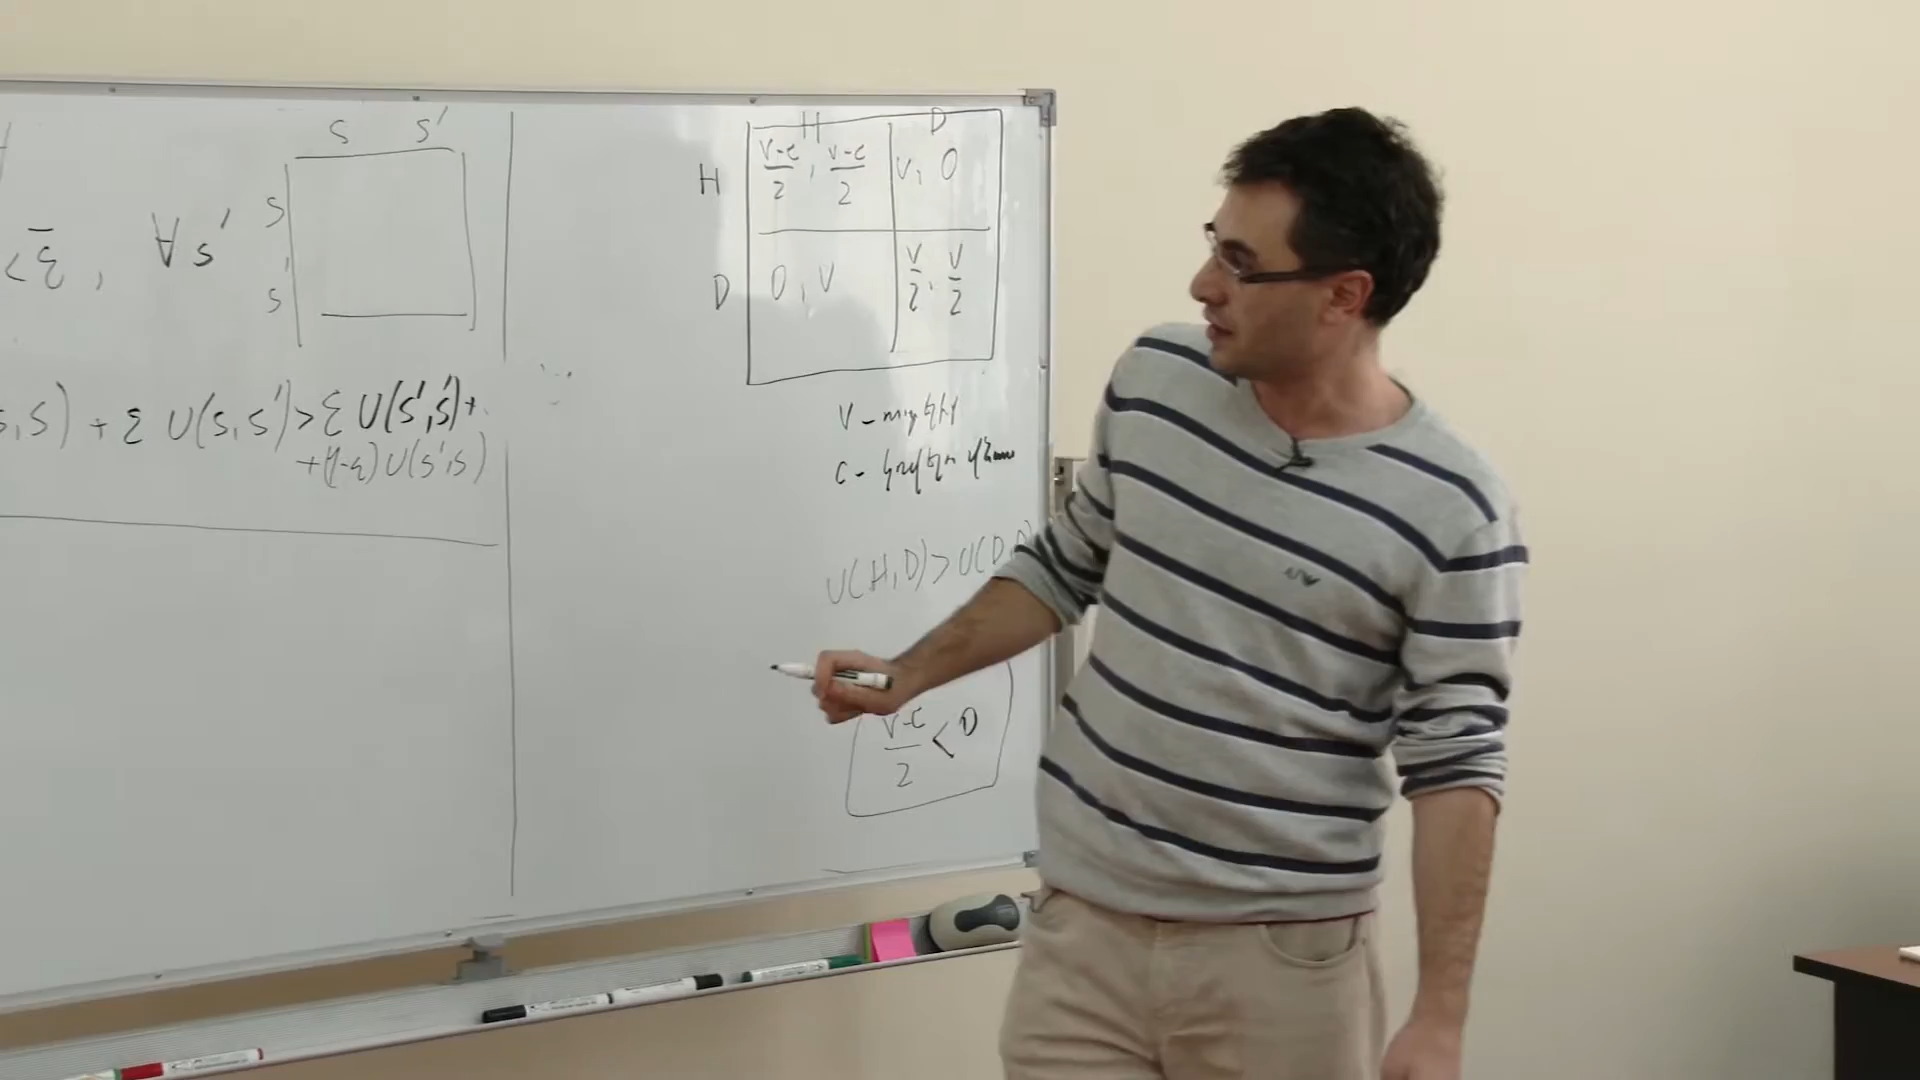 S S'
S
S
< ε̄ , ∀ s'
s, S) + ε U(S, S') > ε U(S', S') +
+(1-ε) U(S', S)
H D
H (V-C)/2 , (V-C)/2 V, 0
D 0, V V/2, V/2
V -
C -
U(H,D) > U(D,D)
(V-C)/2 < 0